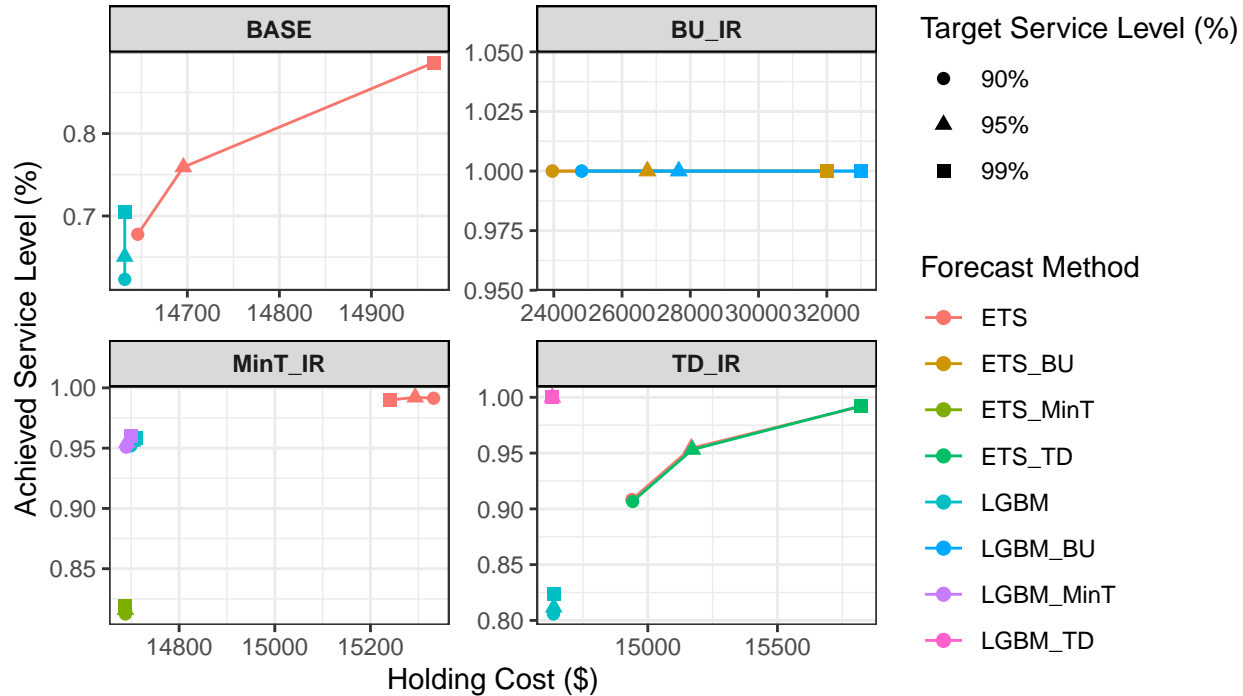 BASE
0.8
0.7
14700 14800 14900
BU_IR
1.050
1.025
1.000
0.975
0.950
24000 26000 28000 30000 32000
MinT_IR
1.00
0.95
0.90
0.85
14800 15000 15200
TD_IR
1.00
0.95
0.90
0.85
0.80
15000 15500
Achieved Service Level (%)
Holding Cost ($)
Target Service Level (%)
90%
95%
99%
Forecast Method
ETS
ETS_BU
ETS_MinT
ETS_TD
LGBM
LGBM_BU
LGBM_MinT
LGBM_TD